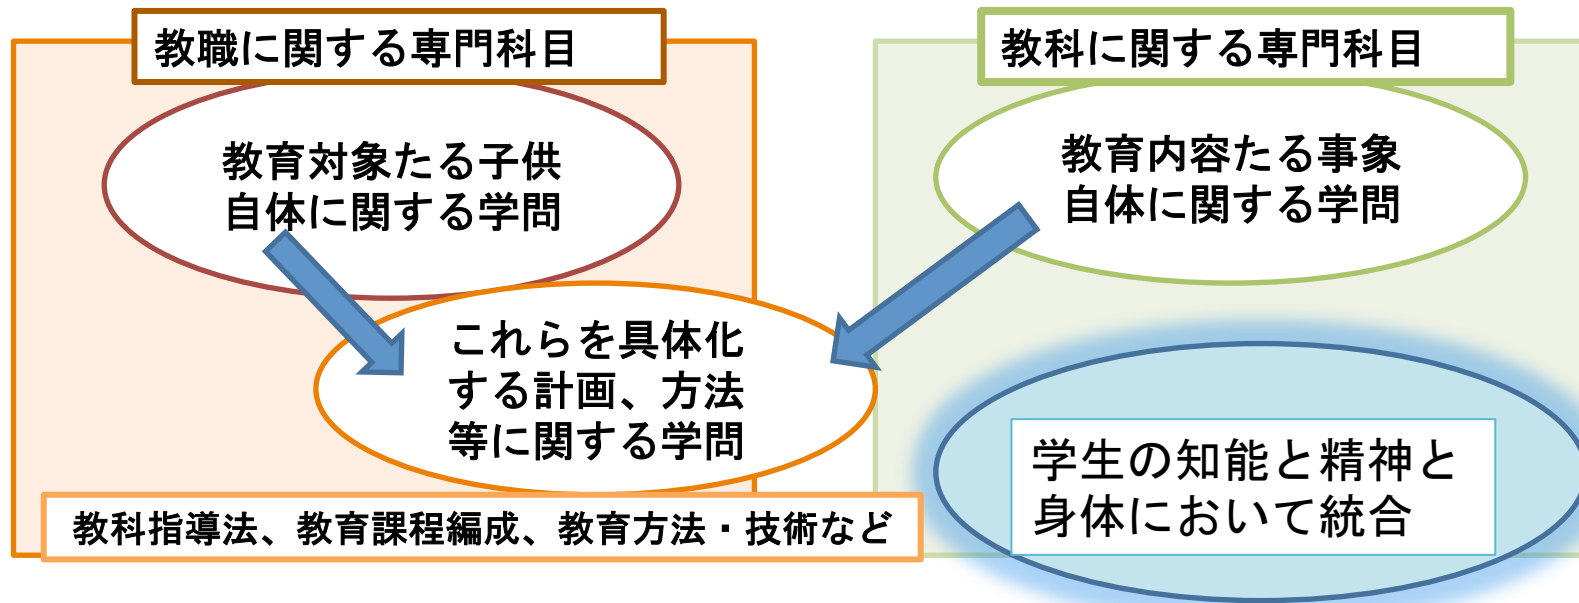 教職に関する専門科目
教育対象たる子供
自体に関する学問
これらを具体化
する計画、方法
等に関する学問
教科指導法、教育課程編成、教育方法・技術など
教科に関する専門科目
教育内容たる事象
自体に関する学問
学生の知能と精神と
身体において統合